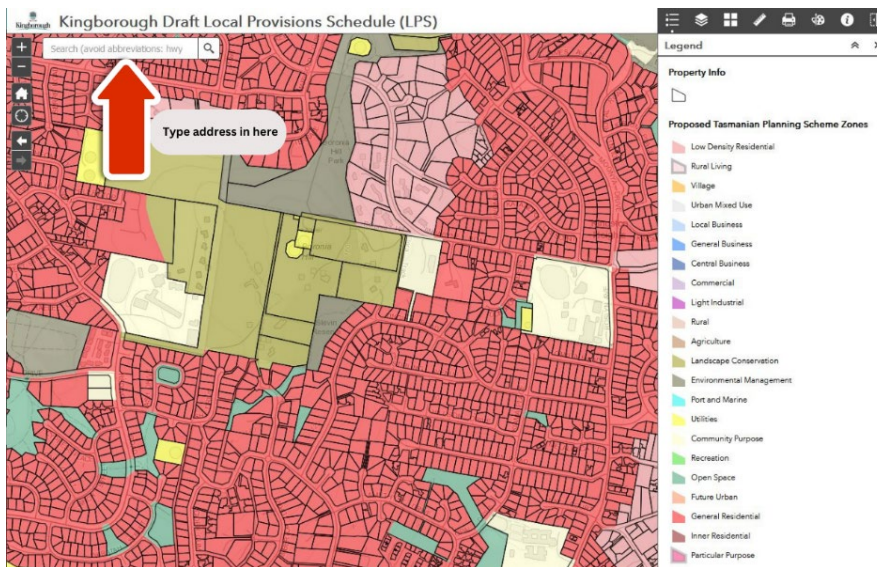 Kingborough
Kingborough Draft Local Provisions Schedule (LPS)
Search (avoid abbreviations: hwy
Type address in here
Hill
Park
Legend
Property Info
Proposed Tasmanian Planning Scheme Zones
Low Density Residential
Rural Living
Village
Urban Mixed Use
Local Business
General Business
Central Business
Commercial
Light Industrial
Rural
Agriculture
Landscape Conservation
Environmental Management
Port and Marine
Utilities
Community Purpose
Recreation
Open Space
Future Urban
General Residential
Inner Residential
Particular Purpose